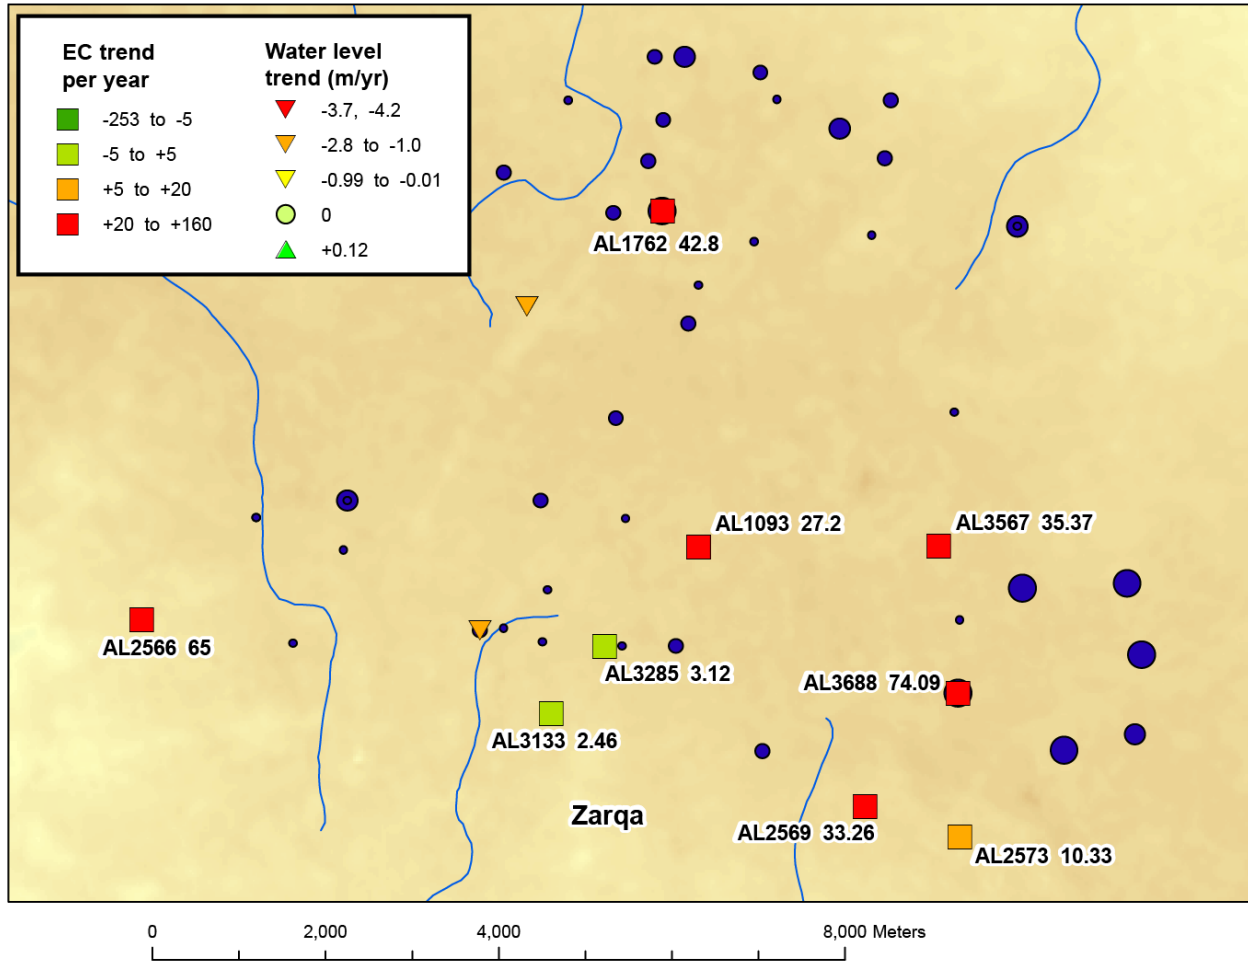 EC trend
per year
-253 to -5
-5 to +5
+5 to +20
+20 to +160
Water level
trend (m/yr)
-3.7, -4.2
-2.8 to -1.0
-0.99 to -0.01
0
+0.12
AL1762 42.8
AL1093 27.2
AL3567 35.37
AL2566 65
AL3285 3.12
AL3688 74.09
AL3133 2.46
Zarqa
AL2569 33.26
AL2573 10.33
0 2,000 4,000 8,000 Meters